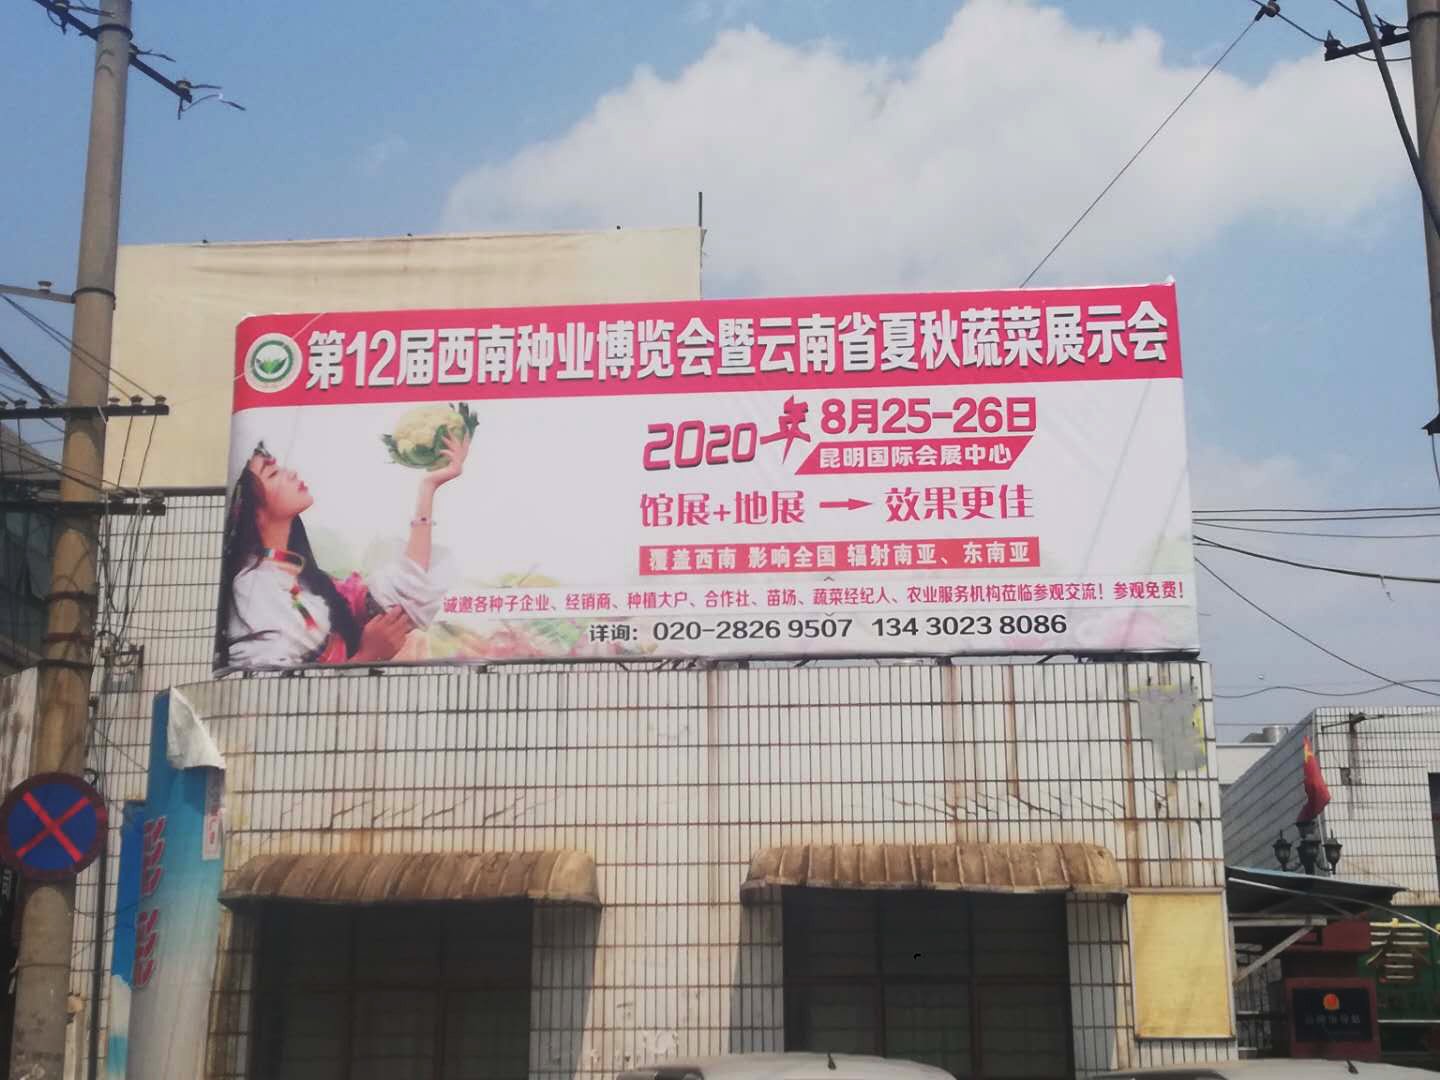 第12届西南种业博览会暨云南省夏秋蔬菜展示会
2020年 8月25-26日
昆明国际会展中心
馆展+地展 → 效果更佳
覆盖西南 影响全国 辐射南亚、东南亚
诚邀各种子企业、经销商、种植大户、合作社、苗场、蔬菜经纪人、农业服务机构莅临参观交流！参观免费！
详询：020-2826 9507 134 3023 8086
春